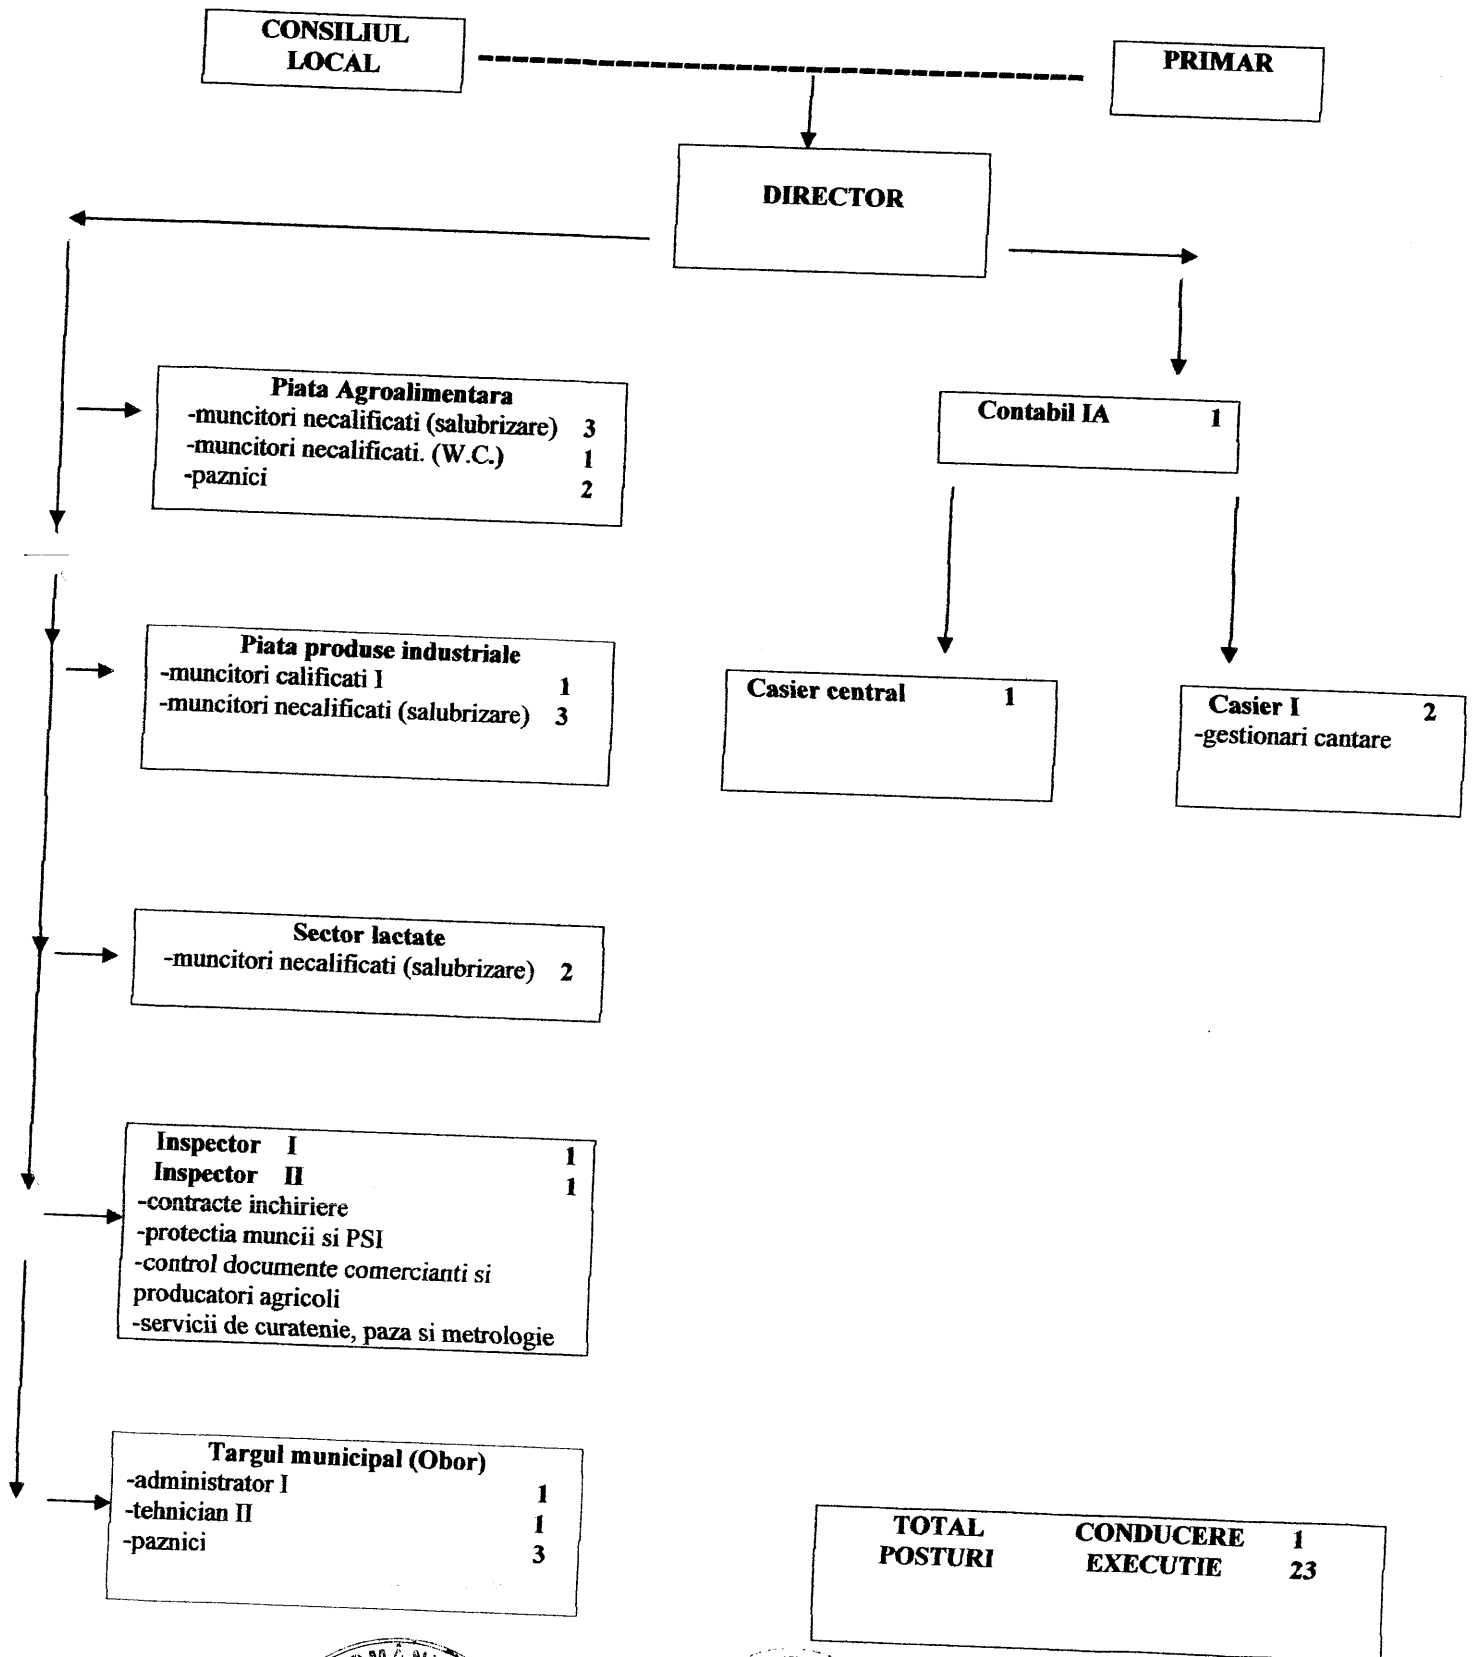 CONSILIUL
LOCAL
PRIMAR
DIRECTOR
Piata Agroalimentara
-muncitori necalificati (salubrizare) 3
-muncitori necalificati. (W.C.) 1
-paznici 2
Contabil IA 1
Piata produse industriale
-muncitori calificati I 1
-muncitori necalificati (salubrizare) 3
Casier central 1
Casier I 2
-gestionari cantare
Sector lactate
-muncitori necalificati (salubrizare) 2
Inspector I 1
Inspector II 1
-contracte inchiriere
-protectia muncii si PSI
-control documente comercianti si
producatori agricoli
-servicii de curatenie, paza si metrologie
Targul municipal (Obor)
-administrator I 1
-tehnician II 1
-paznici 3
TOTAL CONDUCERE 1
POSTURI EXECUTIE 23